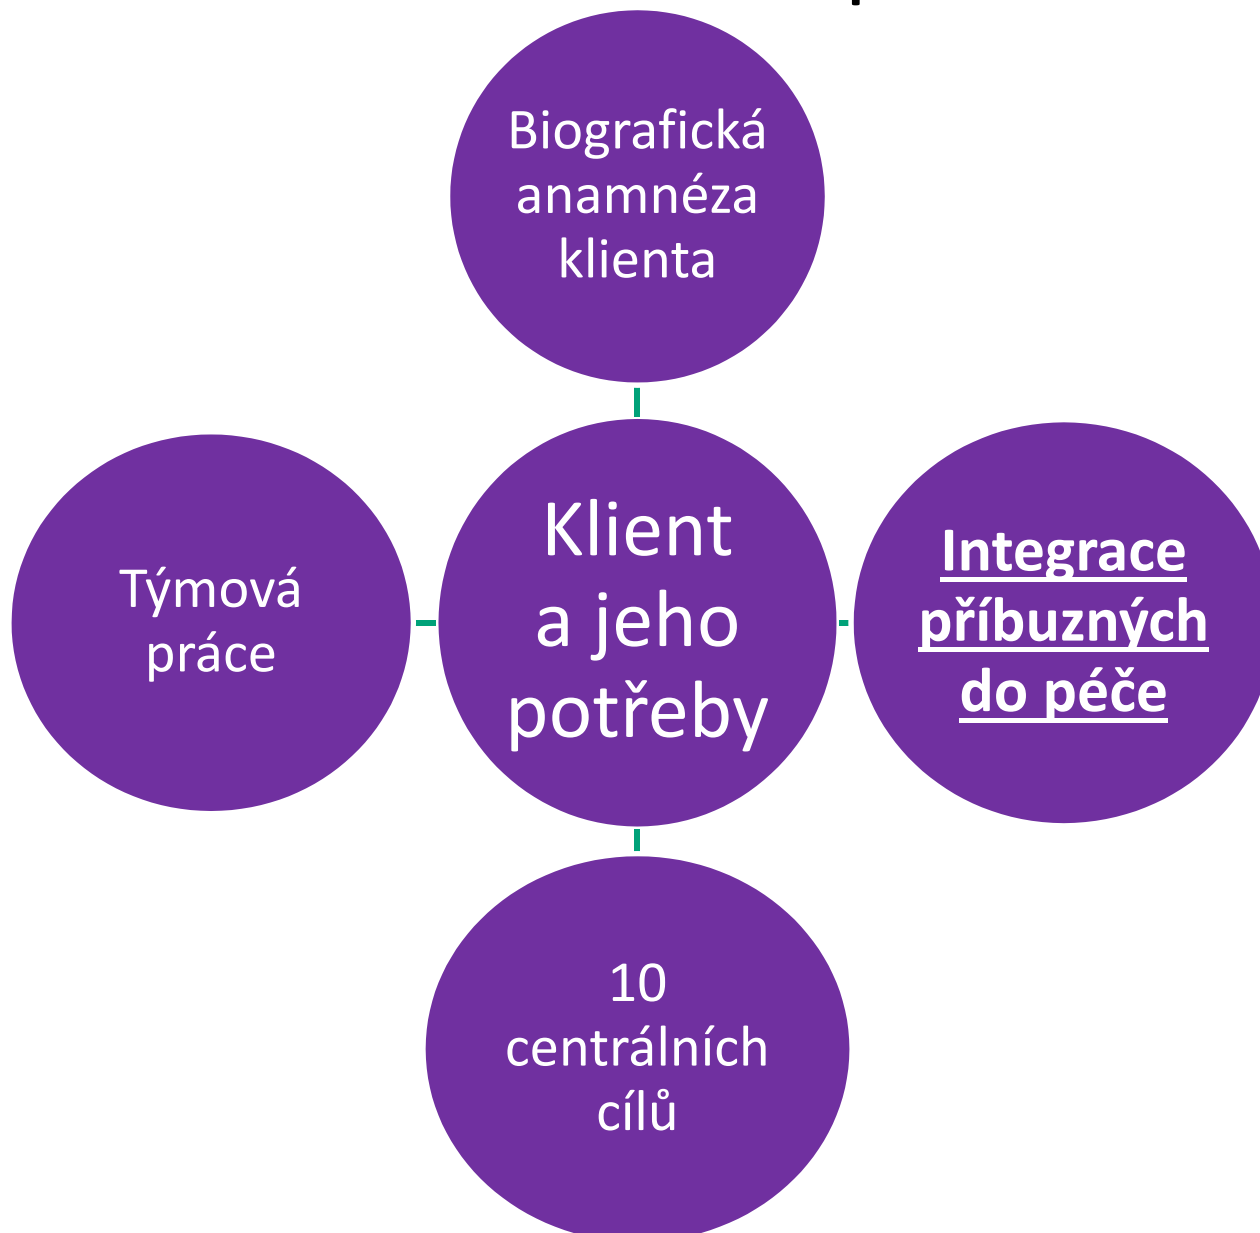 Biografická
anamnéza
klienta
Týmová
práce
Klient
a jeho
potřeby
Integrace
příbuzných
do péče
10
centrálních
cílů